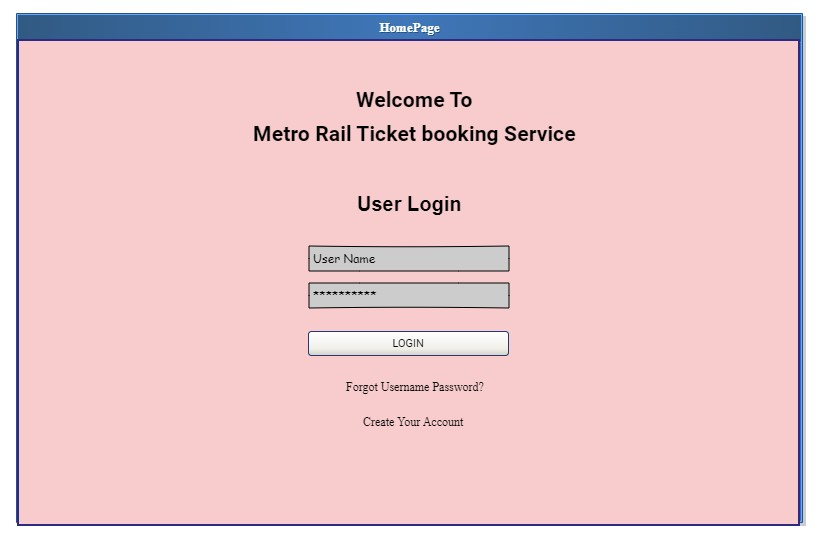 HomePage
Welcome To
Metro Rail Ticket booking Service
User Login
User Name
**********
LOGIN
Forgot Username Password?
Create Your Account